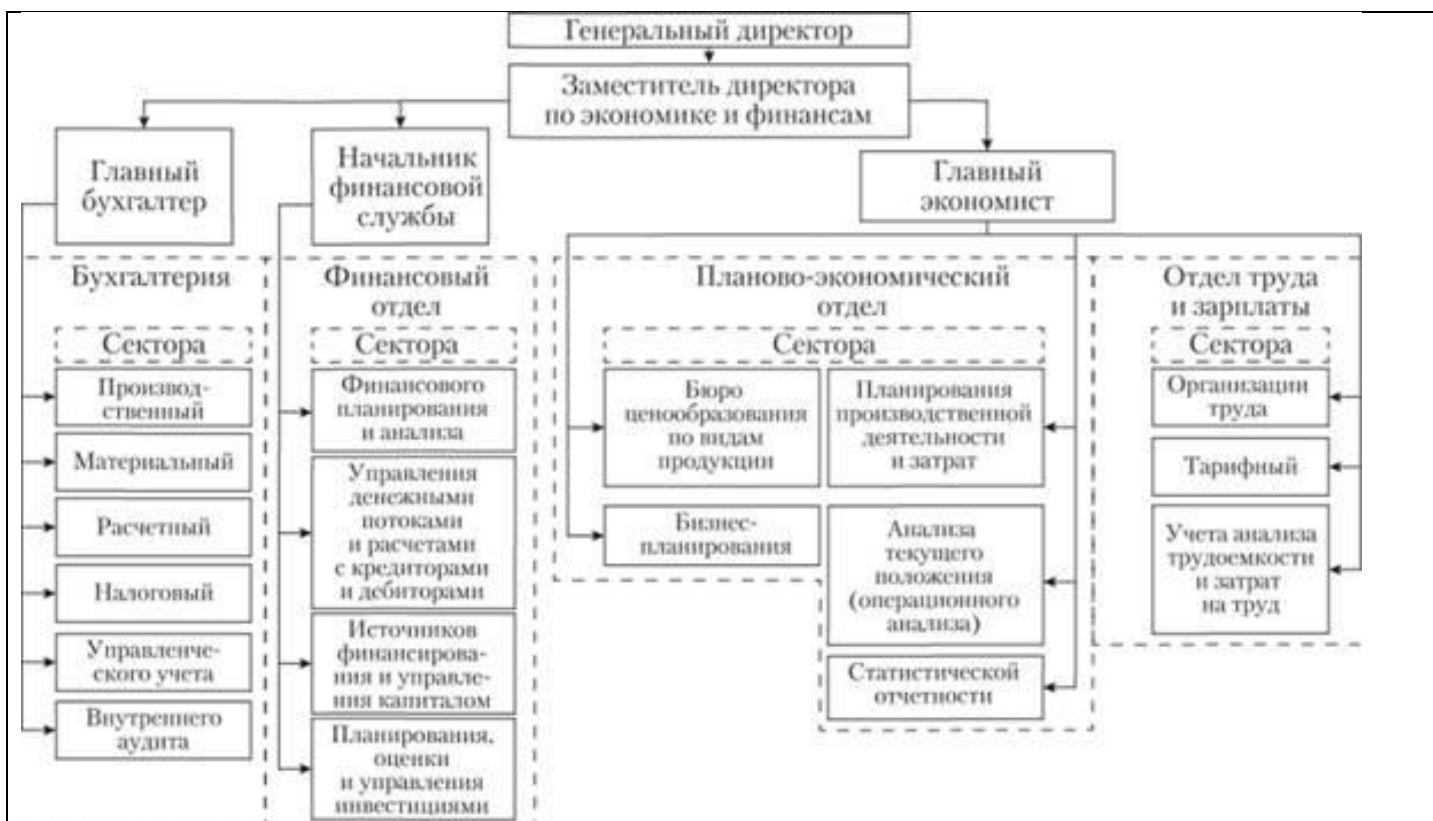 Генеральный директор
Заместитель директора
по экономике и финансам
Главный
бухгалтер
Начальник
финансовой
службы
Главный
экономист
Бухгалтерия
Сектора
Производ-
ственный
Материальный
Расчетный
Налоговый
Управленче-
ского учета
Внутреннего
аудита
Финансовый
отдел
Сектора
Финансового
планирования
и анализа
Управления
денежными
потоками
и расчетами
с кредиторами
и дебиторами
Источников
финансирова-
ния и управле-
ния капиталом
Планирования,
оценки
и управления
инвестициями
Планово-экономический
отдел
Сектора
Бюро
ценообразования
по видам
продукции
Бизнес-
планирования
Планирования
производственной
деятельности
и затрат
Анализа
текущего
положения
(операционного
анализа)
Статистической
отчетности
Отдел труда
и зарплаты
Сектора
Организации
труда
Тарифный
Учета анализа
трудоемкости
и затрат
на труд